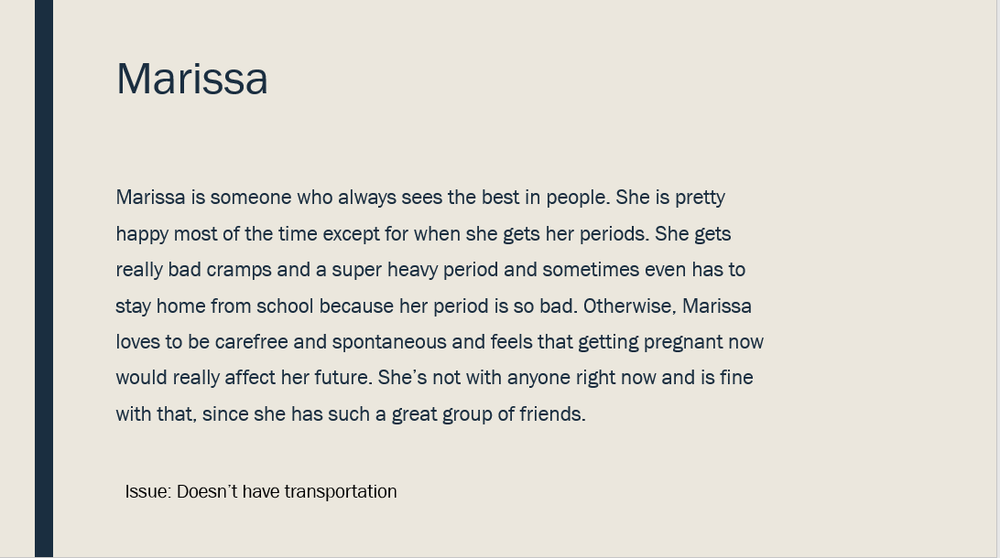 Marissa
Marissa is someone who always sees the best in people. She is pretty
happy most of the time except for when she gets her periods. She gets
really bad cramps and a super heavy period and sometimes even has to
stay home from school because her period is so bad. Otherwise, Marissa
loves to be carefree and spontaneous and feels that getting pregnant now
would really affect her future. She’s not with anyone right now and is fine
with that, since she has such a great group of friends.
Issue: Doesn’t have transportation